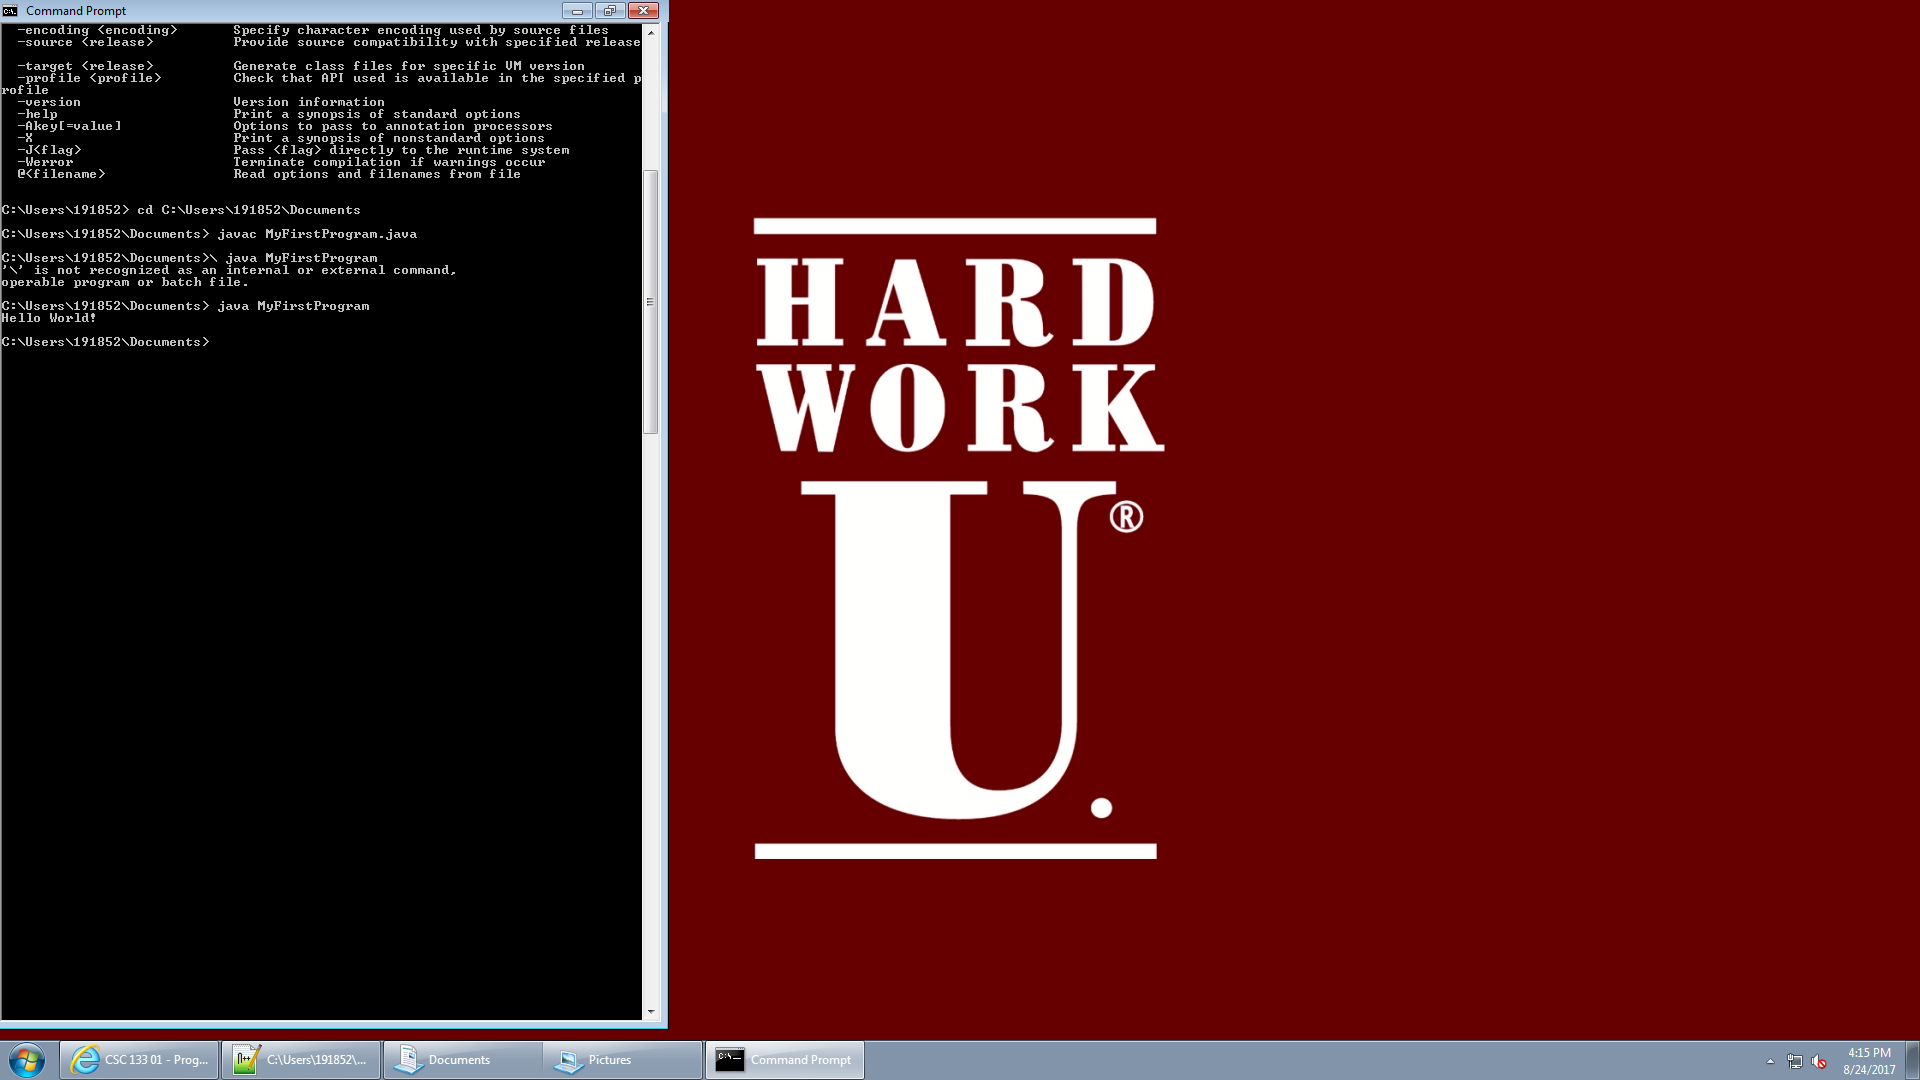 Command Prompt
-encoding <encoding> Specify character encoding used by source files
-source <release> Provide source compatibility with specified release
-target <release> Generate class files for specific VM version
-profile <profile> Check that API used is available in the specified p
rofile
-version Version information
-help Print a synopsis of standard options
-Akey[=value] Options to pass to annotation processors
-X Print a synopsis of nonstandard options
-J<flag> Pass <flag> directly to the runtime system
-Werror Terminate compilation if warnings occur
@<filename> Read options and filenames from file
C:\Users\191852> cd C:\Users\191852\Documents
C:\Users\191852\Documents> javac MyFirstProgram.java
C:\Users\191852\Documents>\ java MyFirstProgram
'\' is not recognized as an internal or external command,
operable program or batch file.
C:\Users\191852\Documents> java MyFirstProgram
Hello World!
C:\Users\191852\Documents>
HARD
WORK
U®.
CSC 133 01 - Prog...
C:\Users\191852\...
Documents
Pictures
Command Prompt
4:15 PM
8/24/2017